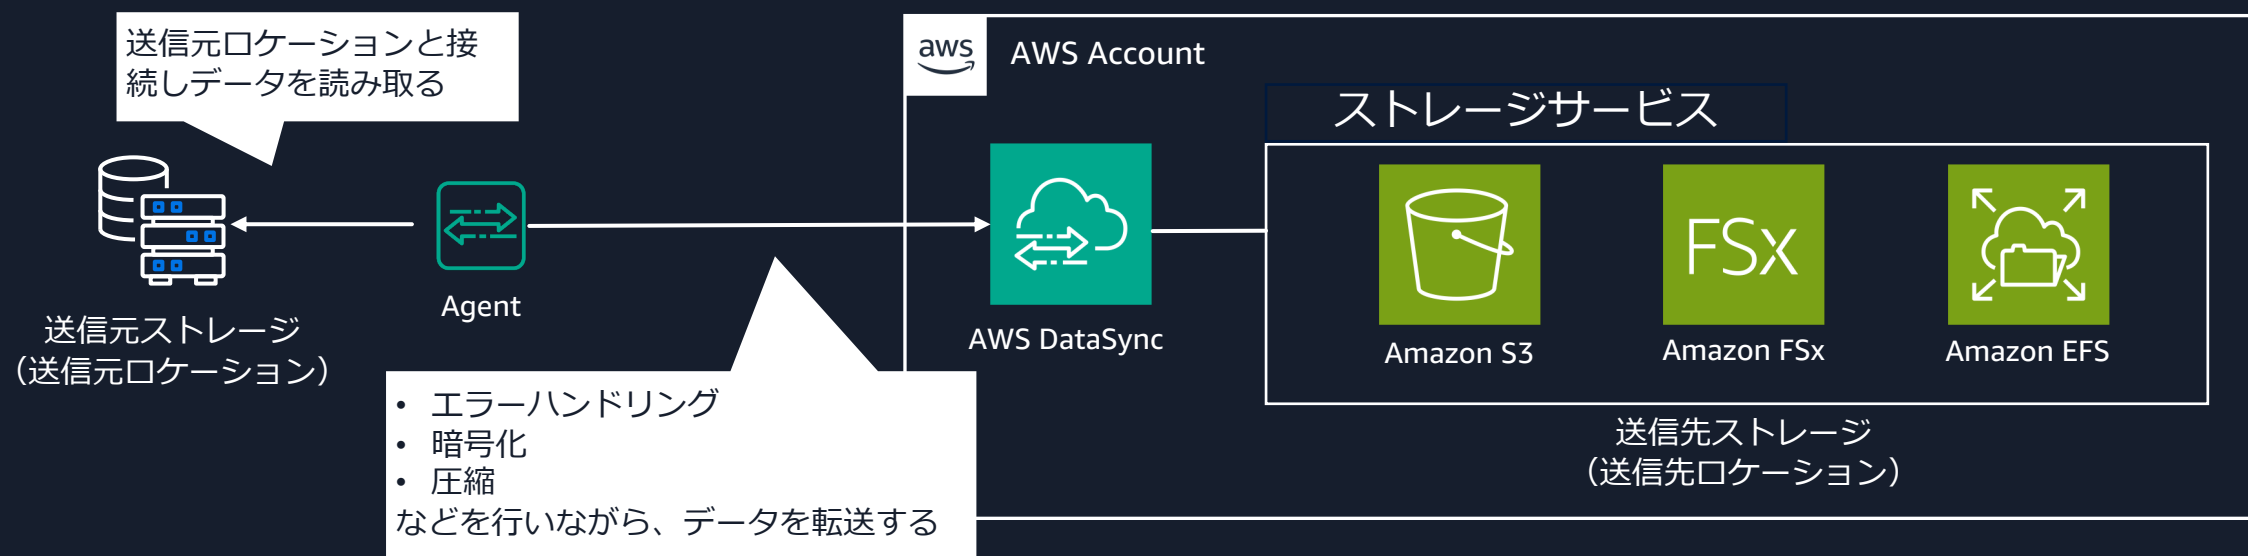 送信元ロケーションと接
続しデータを読み取る
aws
AWS Account
ストレージサービス
FSx
Agent
AWS DataSync
Amazon S3
Amazon FSx
Amazon EFS
送信元ストレージ
（送信元ロケーション）
• エラーハンドリング
• 暗号化
• 圧縮
などを行いながら、データを転送する
送信先ストレージ
（送信先ロケーション）